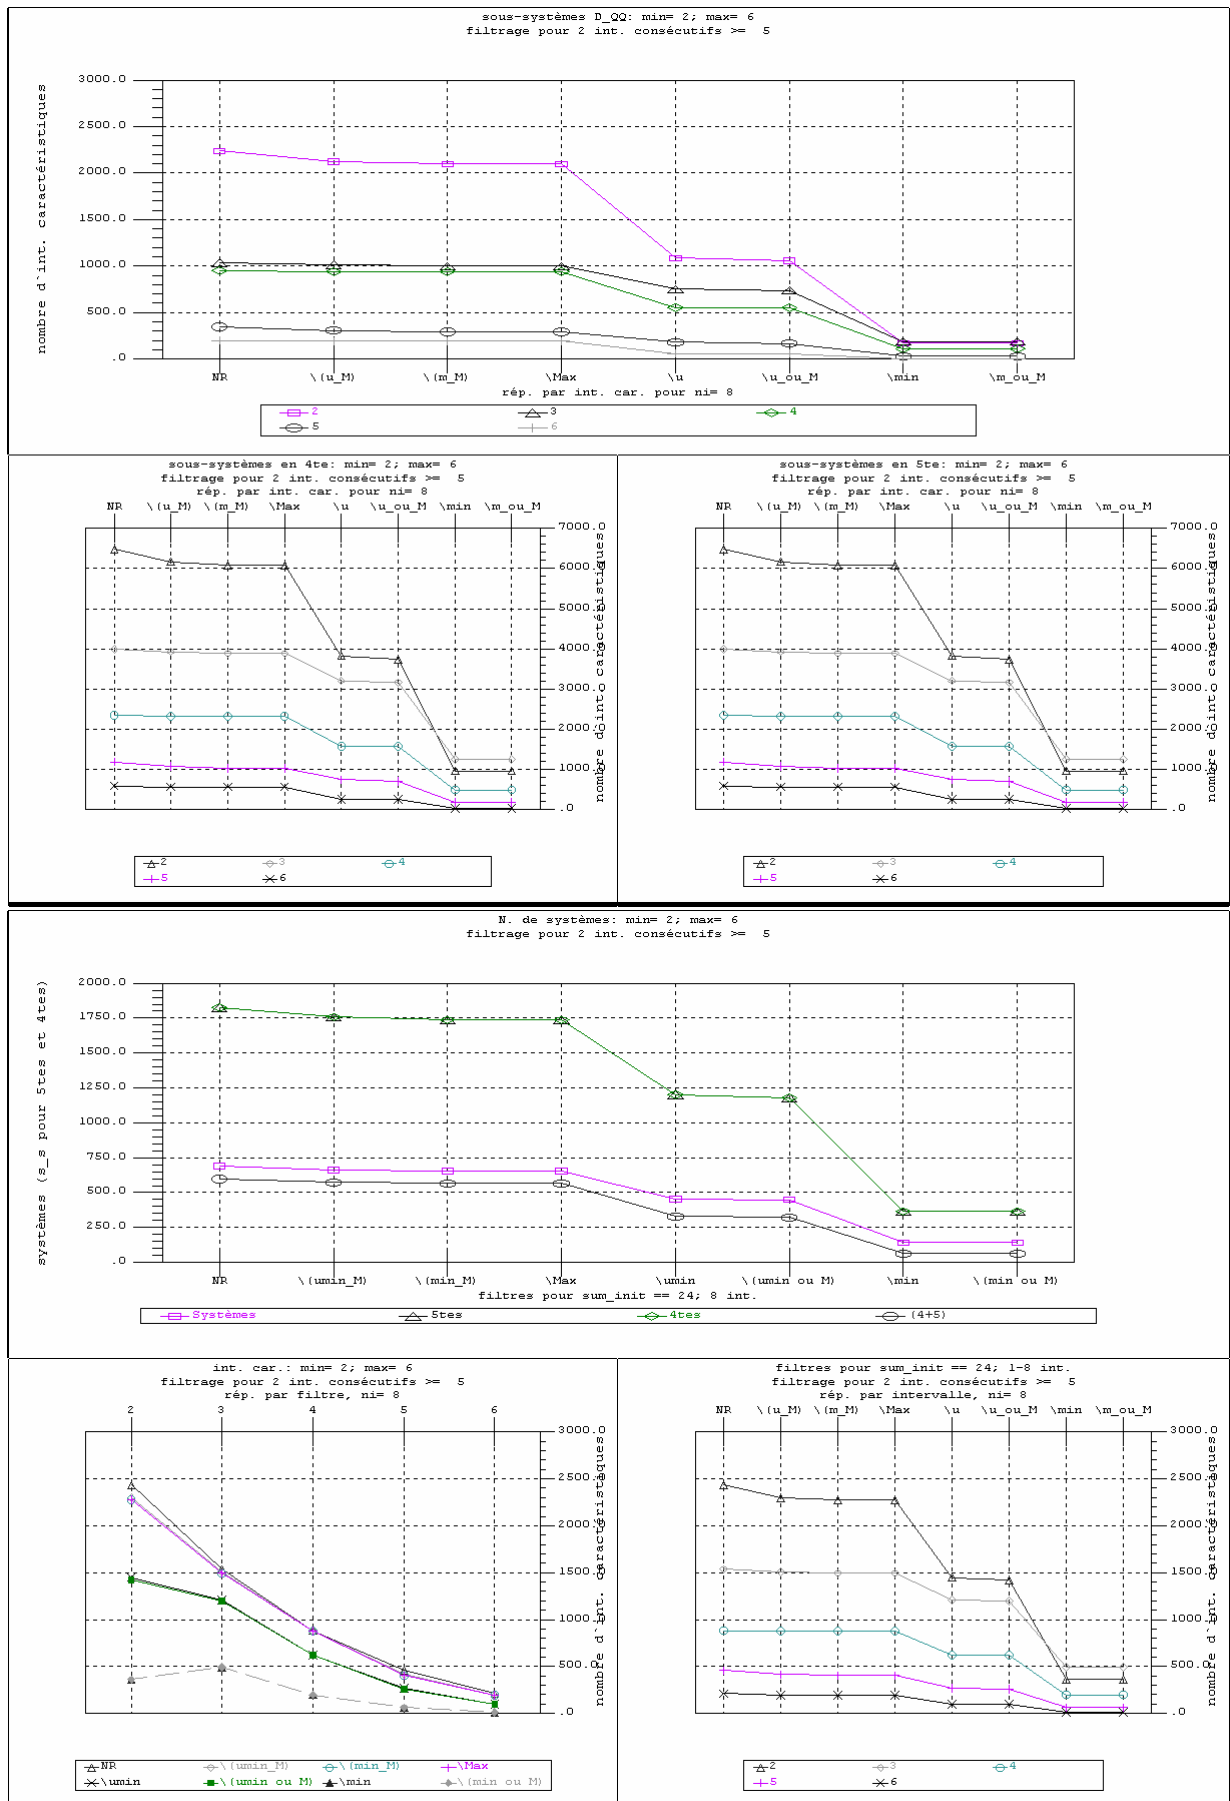 sous-systèmes D_QQ: min= 2; max= 6
filtrage pour 2 int. consécutifs >= 5
nombre d`int. caractéristiques
3000.0
2500.0
2000.0
1500.0
1000.0
500.0
.0
NR \(u_M) \(m_M) \Max \u \u_ou_M \min \m_ou_M
rép. par int. car. pour ni= 8
2 3 4
5 6
sous-systèmes en 4te: min= 2; max= 6
filtrage pour 2 int. consécutifs >= 5
rép. par int. car. pour ni= 8
NR \(u_M) \(m_M) \Max \u \u_ou_M \min \m_ou_M
7000.0
6000.0
5000.0
4000.0
3000.0
2000.0
1000.0
.0
nombre d`int. caractéristiques
2 3 4
5 6
sous-systèmes en 5te: min= 2; max= 6
filtrage pour 2 int. consécutifs >= 5
rép. par int. car. pour ni= 8
NR \(u_M) \(m_M) \Max \u \u_ou_M \min \m_ou_M
7000.0
6000.0
5000.0
4000.0
3000.0
2000.0
1000.0
.0
nombre d`int. caractéristiques
2 3 4
5 6
N. de systèmes: min= 2; max= 6
filtrage pour 2 int. consécutifs >= 5
systèmes (s_s pour 5tes et 4tes)
2000.0
1750.0
1500.0
1250.0
1000.0
750.0
500.0
250.0
.0
NR \(umin_M) \(min_M) \Max \umin \(umin ou M) \min \(min ou M)
filtres pour sum_init == 24; 8 int.
Systèmes 5tes 4tes (4+5)
int. car.: min= 2; max= 6
filtrage pour 2 int. consécutifs >= 5
rép. par filtre, ni= 8
2 3 4 5 6
3000.0
2500.0
2000.0
1500.0
1000.0
500.0
.0
nombre d`int. caractéristiques
NR \(umin_M) \(min_M) \Max
\umin \(umin ou M) \min \(min ou M)
filtres pour sum_init == 24; 1-8 int.
filtrage pour 2 int. consécutifs >= 5
rép. par intervalle, ni= 8
NR \(u_M) \(m_M) \Max \u \u_ou_M \min \m_ou_M
3000.0
2500.0
2000.0
1500.0
1000.0
500.0
.0
nombre d`int. caractéristiques
2 3 4
5 6